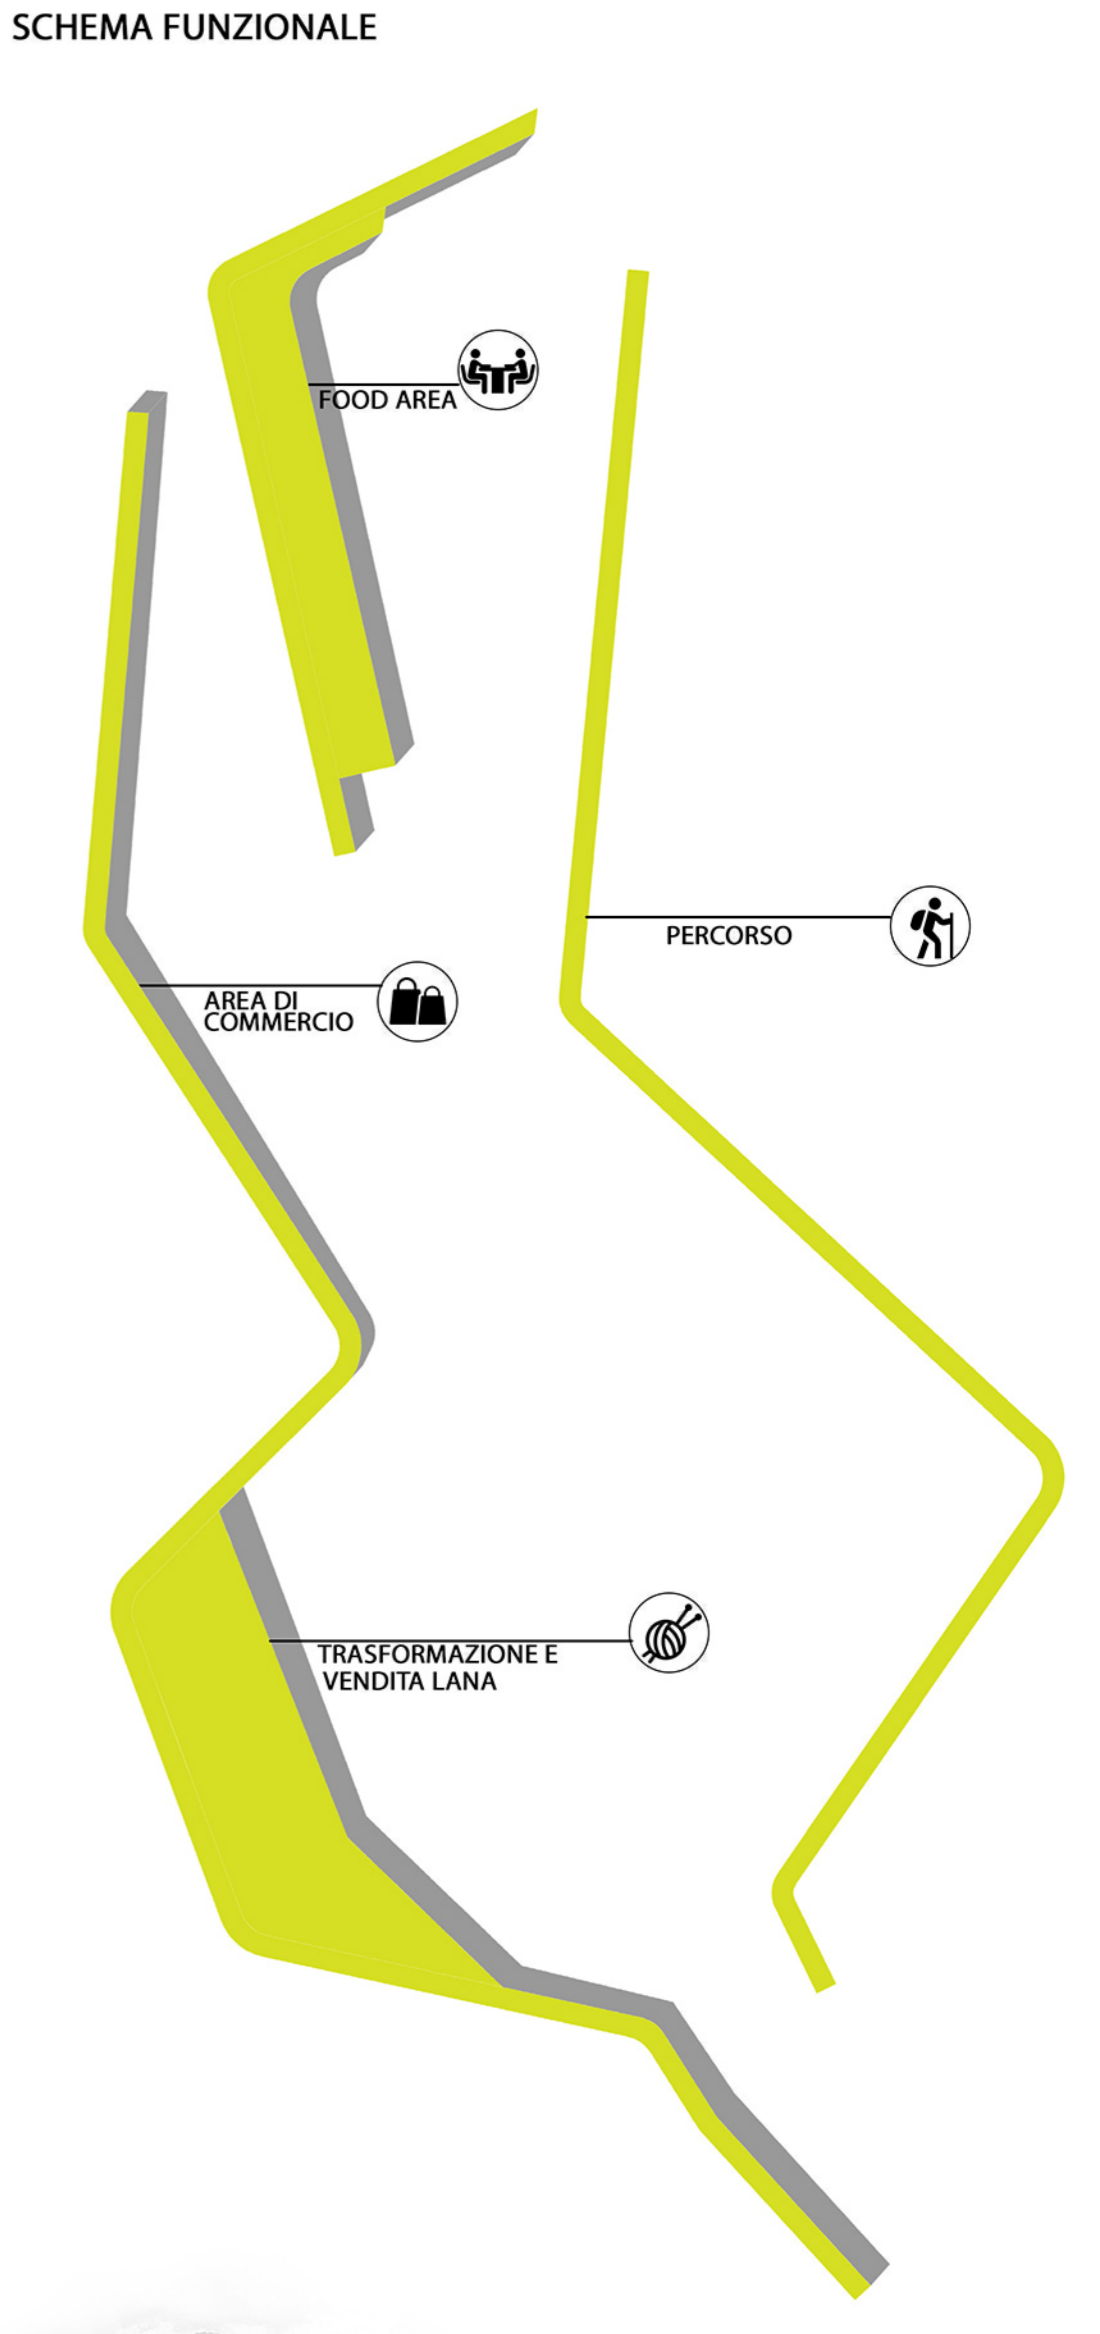 SCHEMA FUNZIONALE
FOOD AREA
PERCORSO
AREA DI
COMMERCIO
TRASFORMAZIONE E
VENDITA LANA